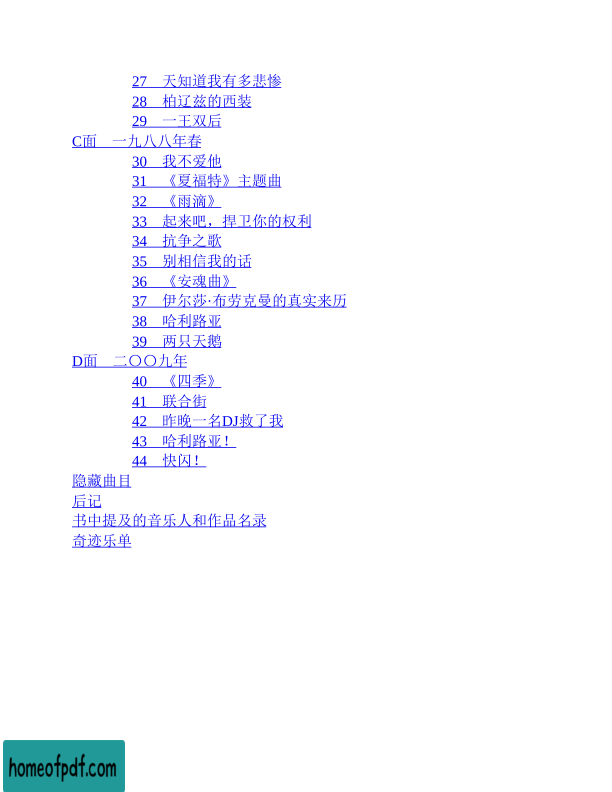 27 天知道我有多悲惨
28 柏辽兹的西装
29 一王双后
C面 一九八八年春
30 我不爱他
31 《夏福特》主题曲
32 《雨滴》
33 起来吧，捍卫你的权利
34 抗争之歌
35 别相信我的话
36 《安魂曲》
37 伊尔莎·布劳克曼的真实来历
38 哈利路亚
39 两只天鹅
D面 二〇〇九年
40 《四季》
41 联合街
42 昨晚一名DJ救了我
43 哈利路亚！
44 快闪！
隐藏曲目
后记
书中提及的音乐人和作品名录
奇迹乐单
homeofpdf.com